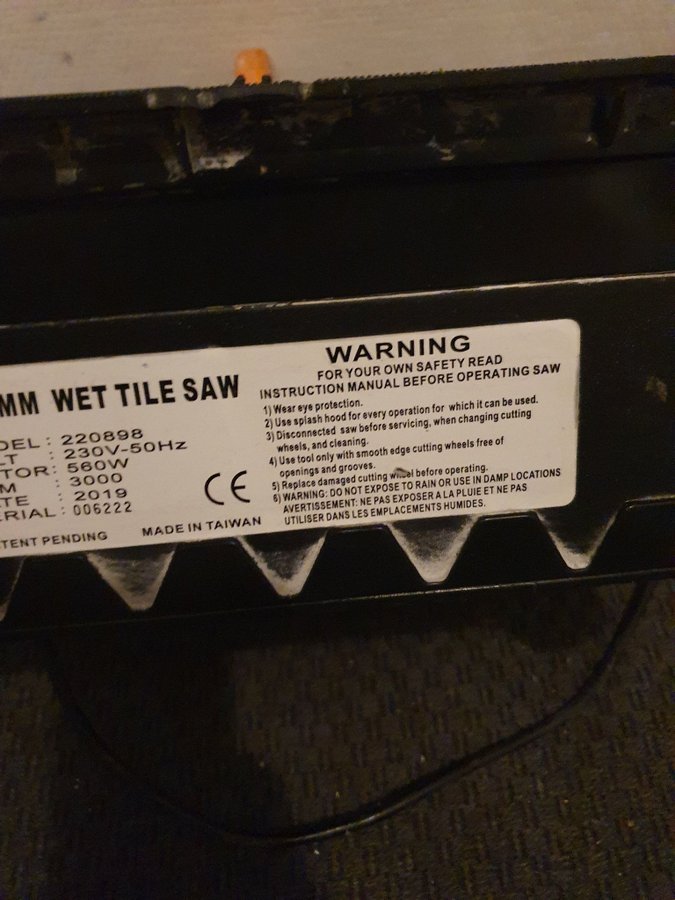 MM WET TILE SAW
DEL : 220898
LT : 230V-50Hz
TOR: 560W
M : 3000
TE : 2019
ERIAL : 006222
TENT PENDING
CE
MADE IN TAIWAN
WARNING
FOR YOUR OWN SAFETY READ
INSTRUCTION MANUAL BEFORE OPERATING SAW
1) Wear eye protection.
2) Use splash hood for every operation for which it can be used.
3) Disconnected saw before servicing, when changing cutting
wheels, and cleaning.
4) Use tool only with smooth edge cutting wheels free of
openings and grooves.
5) Replace damaged cutting wheel before operating.
6) WARNING: DO NOT EXPOSE TO RAIN OR USE IN DAMP LOCATIONS
AVERTISSEMENT: NE PAS EXPOSER A LA PLUIE ET NE PAS
UTILISER DANS LES EMPLACEMENTS HUMIDES.